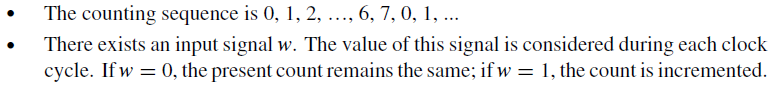 • The counting sequence is 0, 1, 2, …, 6, 7, 0, 1, ...
• There exists an input signal w. The value of this signal is considered during each clock
cycle. If w = 0, the present count remains the same; if w = 1, the count is incremented.